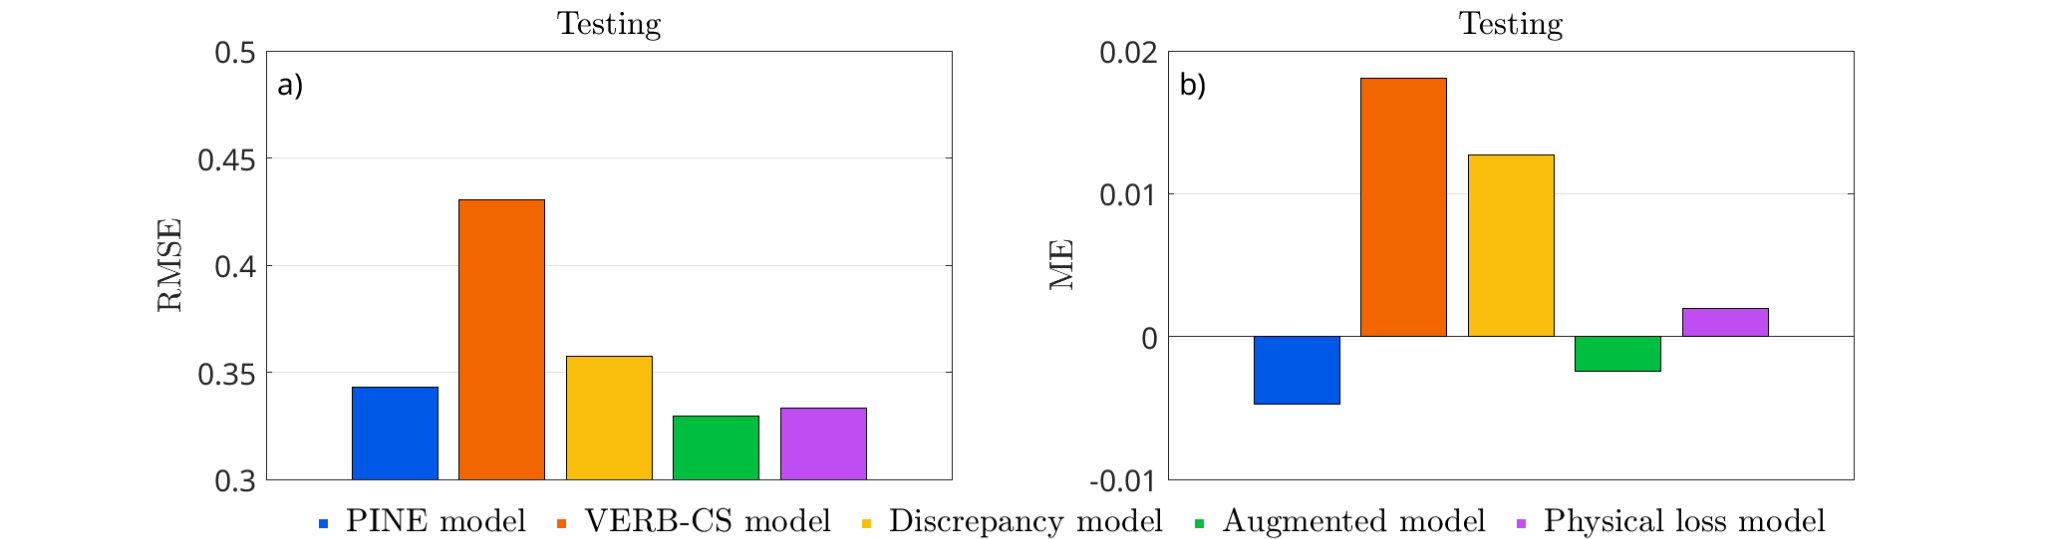 Testing
a)
0.5
0.45
0.4
0.35
0.3
RMSE
Testing
b)
0.02
0.01
0
-0.01
ME
PINE model VERB-CS model Discrepancy model Augmented model Physical loss model